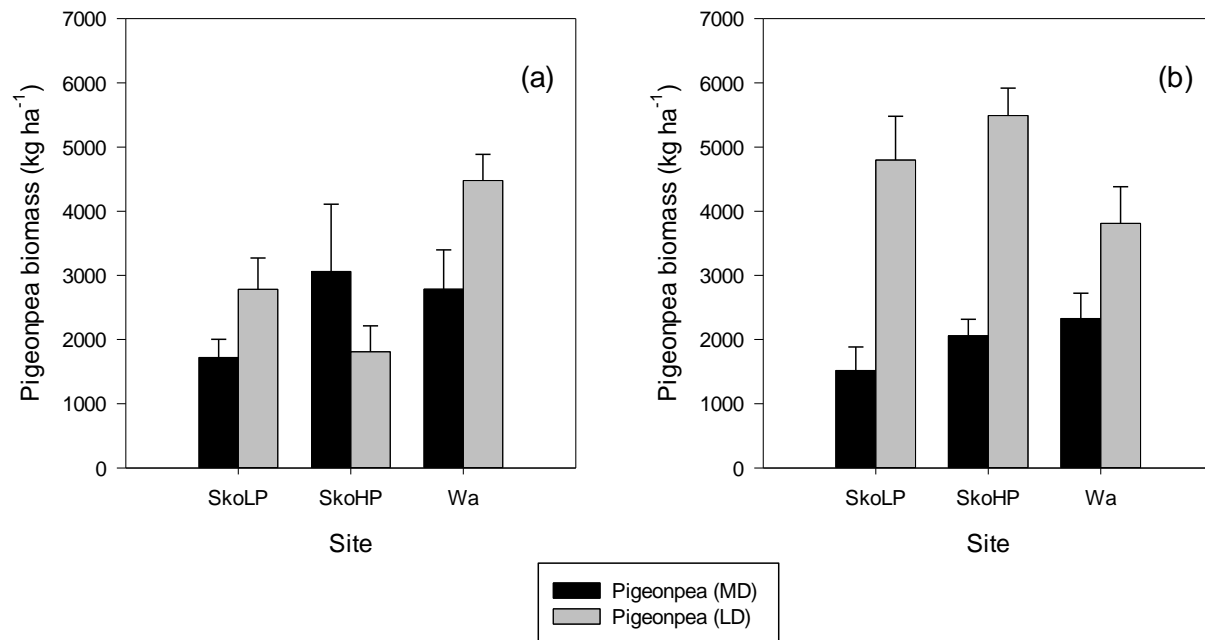 (a)
Pigeonpea biomass (kg ha⁻¹)
7000
6000
5000
4000
3000
2000
1000
0
SkoLP SkoHP Wa
Site
(b)
Pigeonpea biomass (kg ha⁻¹)
7000
6000
5000
4000
3000
2000
1000
0
SkoLP SkoHP Wa
Site
Pigeonpea (MD)
Pigeonpea (LD)